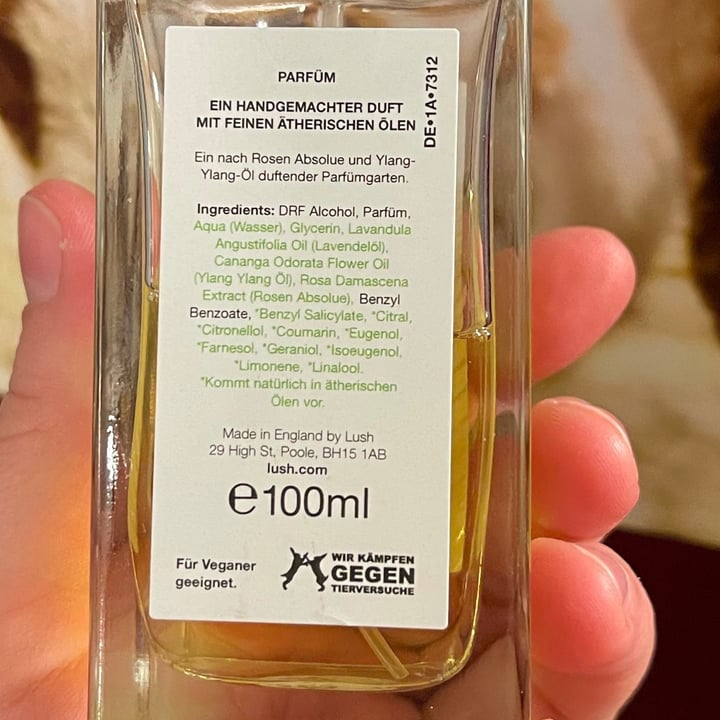 PARFÜM
EIN HANDGEMACHTER DUFT
MIT FEINEN ÄTHERISCHEN ÖLEN
DE•1A•7312
Ein nach Rosen Absolue und Ylang-
Ylang-Öl duftender Parfümgarten.
Ingredients: DRF Alcohol, Parfüm,
Aqua (Wasser), Glycerin, Lavandula
Angustifolia Oil (Lavendelöl),
Cananga Odorata Flower Oil
(Ylang Ylang Öl), Rosa Damascena
Extract (Rosen Absolue), Benzyl
Benzoate, *Benzyl Salicylate, *Citral,
*Citronellol, *Coumarin, *Eugenol,
*Farnesol, *Geraniol, *Isoeugenol,
*Limonene, *Linalool.
*Kommt natürlich in ätherischen
Ölen vor.
Made in England by Lush
29 High St, Poole, BH15 1AB
lush.com
e100ml
Für Veganer
geeignet.
WIR KÄMPFEN
GEGEN
TIERVERSUCHE